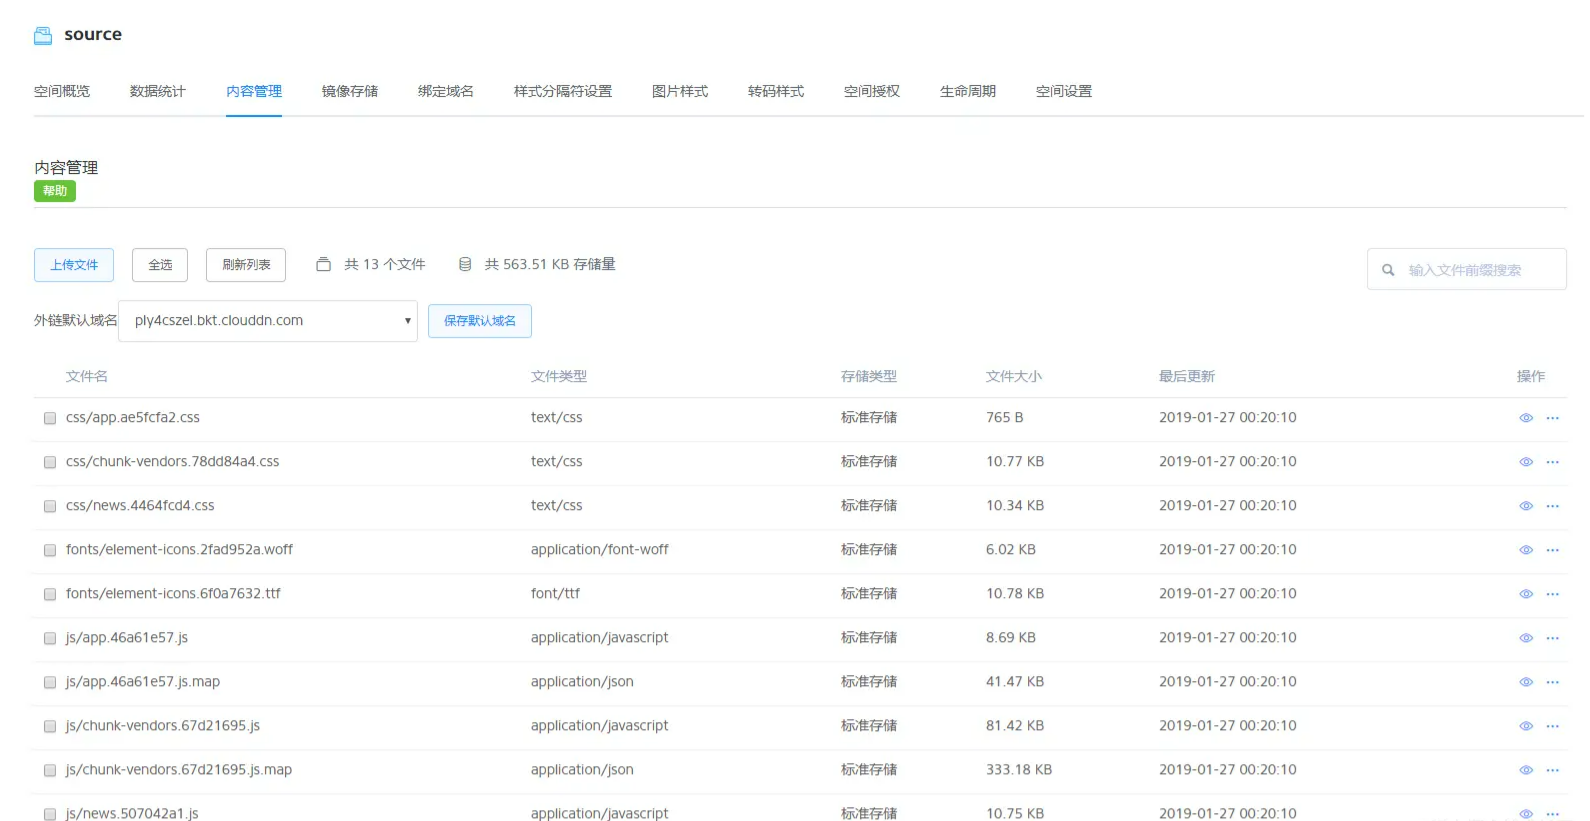 source
空间概览 数据统计 内容管理 镜像存储 绑定域名 样式分隔符设置 图片样式 转码样式 空间授权 生命周期 空间设置
内容管理
帮助
上传文件 全选 刷新列表 共 13 个文件 共 563.51 KB 存储量 输入文件前缀搜索
外链默认域名 ply4cszel.bkt.clouddn.com 保存默认域名
文件名 文件类型 存储类型 文件大小 最后更新 操作
css/app.ae5fcfa2.css text/css 标准存储 765 B 2019-01-27 00:20:10
css/chunk-vendors.78dd84a4.css text/css 标准存储 10.77 KB 2019-01-27 00:20:10
css/news.4464fcd4.css text/css 标准存储 10.34 KB 2019-01-27 00:20:10
fonts/element-icons.2fad952a.woff application/font-woff 标准存储 6.02 KB 2019-01-27 00:20:10
fonts/element-icons.6f0a7632.ttf font/ttf 标准存储 10.78 KB 2019-01-27 00:20:10
js/app.46a61e57.js application/javascript 标准存储 8.69 KB 2019-01-27 00:20:10
js/app.46a61e57.js.map application/json 标准存储 41.47 KB 2019-01-27 00:20:10
js/chunk-vendors.67d21695.js application/javascript 标准存储 81.42 KB 2019-01-27 00:20:10
js/chunk-vendors.67d21695.js.map application/json 标准存储 333.18 KB 2019-01-27 00:20:10
js/news.507042a1.js application/javascript 标准存储 10.75 KB 2019-01-27 00:20:10